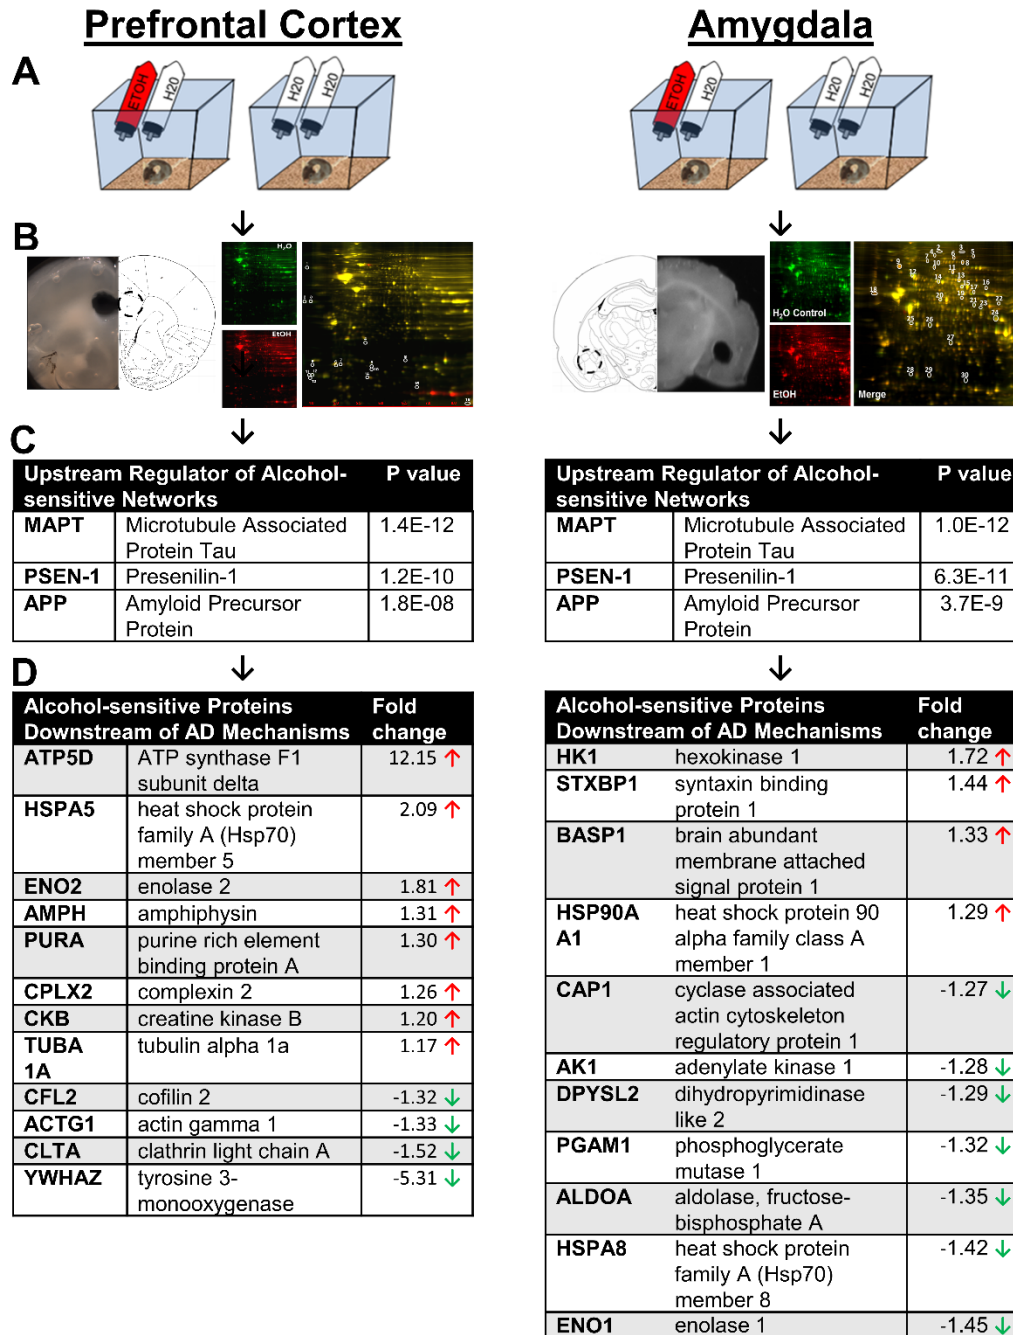 Prefrontal Cortex
Amygdala
A
ETOH
H20
H20
H20
ETOH
H20
H20
H20
B
H₂O
EtOH
H₂O Control
EtOH
Merge
C
Upstream Regulator of Alcohol- P value
sensitive Networks
MAPT Microtubule Associated 1.4E-12
Protein Tau
PSEN-1 Presenilin-1 1.2E-10
APP Amyloid Precursor 1.8E-08
Protein
Upstream Regulator of Alcohol- P value
sensitive Networks
MAPT Microtubule Associated 1.0E-12
Protein Tau
PSEN-1 Presenilin-1 6.3E-11
APP Amyloid Precursor 3.7E-9
Protein
D
Alcohol-sensitive Proteins Fold
Downstream of AD Mechanisms change
ATP5D ATP synthase F1 12.15 ↑
subunit delta
HSPA5 heat shock protein 2.09 ↑
family A (Hsp70)
member 5
ENO2 enolase 2 1.81 ↑
AMPH amphiphysin 1.31 ↑
PURA purine rich element 1.30 ↑
binding protein A
CPLX2 complexin 2 1.26 ↑
CKB creatine kinase B 1.20 ↑
TUBA tubulin alpha 1a 1.17 ↑
1A
CFL2 cofilin 2 -1.32 ↓
ACTG1 actin gamma 1 -1.33 ↓
CLTA clathrin light chain A -1.52 ↓
YWHAZ tyrosine 3- -5.31 ↓
monooxygenase
Alcohol-sensitive Proteins Fold
Downstream of AD Mechanisms change
HK1 hexokinase 1 1.72 ↑
STXBP1 syntaxin binding 1.44 ↑
protein 1
BASP1 brain abundant 1.33 ↑
membrane attached
signal protein 1
HSP90A heat shock protein 90 1.29 ↑
A1 alpha family class A
member 1
CAP1 cyclase associated -1.27 ↓
actin cytoskeleton
regulatory protein 1
AK1 adenylate kinase 1 -1.28 ↓
DPYSL2 dihydropyrimidinase -1.29 ↓
like 2
PGAM1 phosphoglycerate -1.32 ↓
mutase 1
ALDOA aldolase, fructose- -1.35 ↓
bisphosphate A
HSPA8 heat shock protein -1.42 ↓
family A (Hsp70)
member 8
ENO1 enolase 1 -1.45 ↓